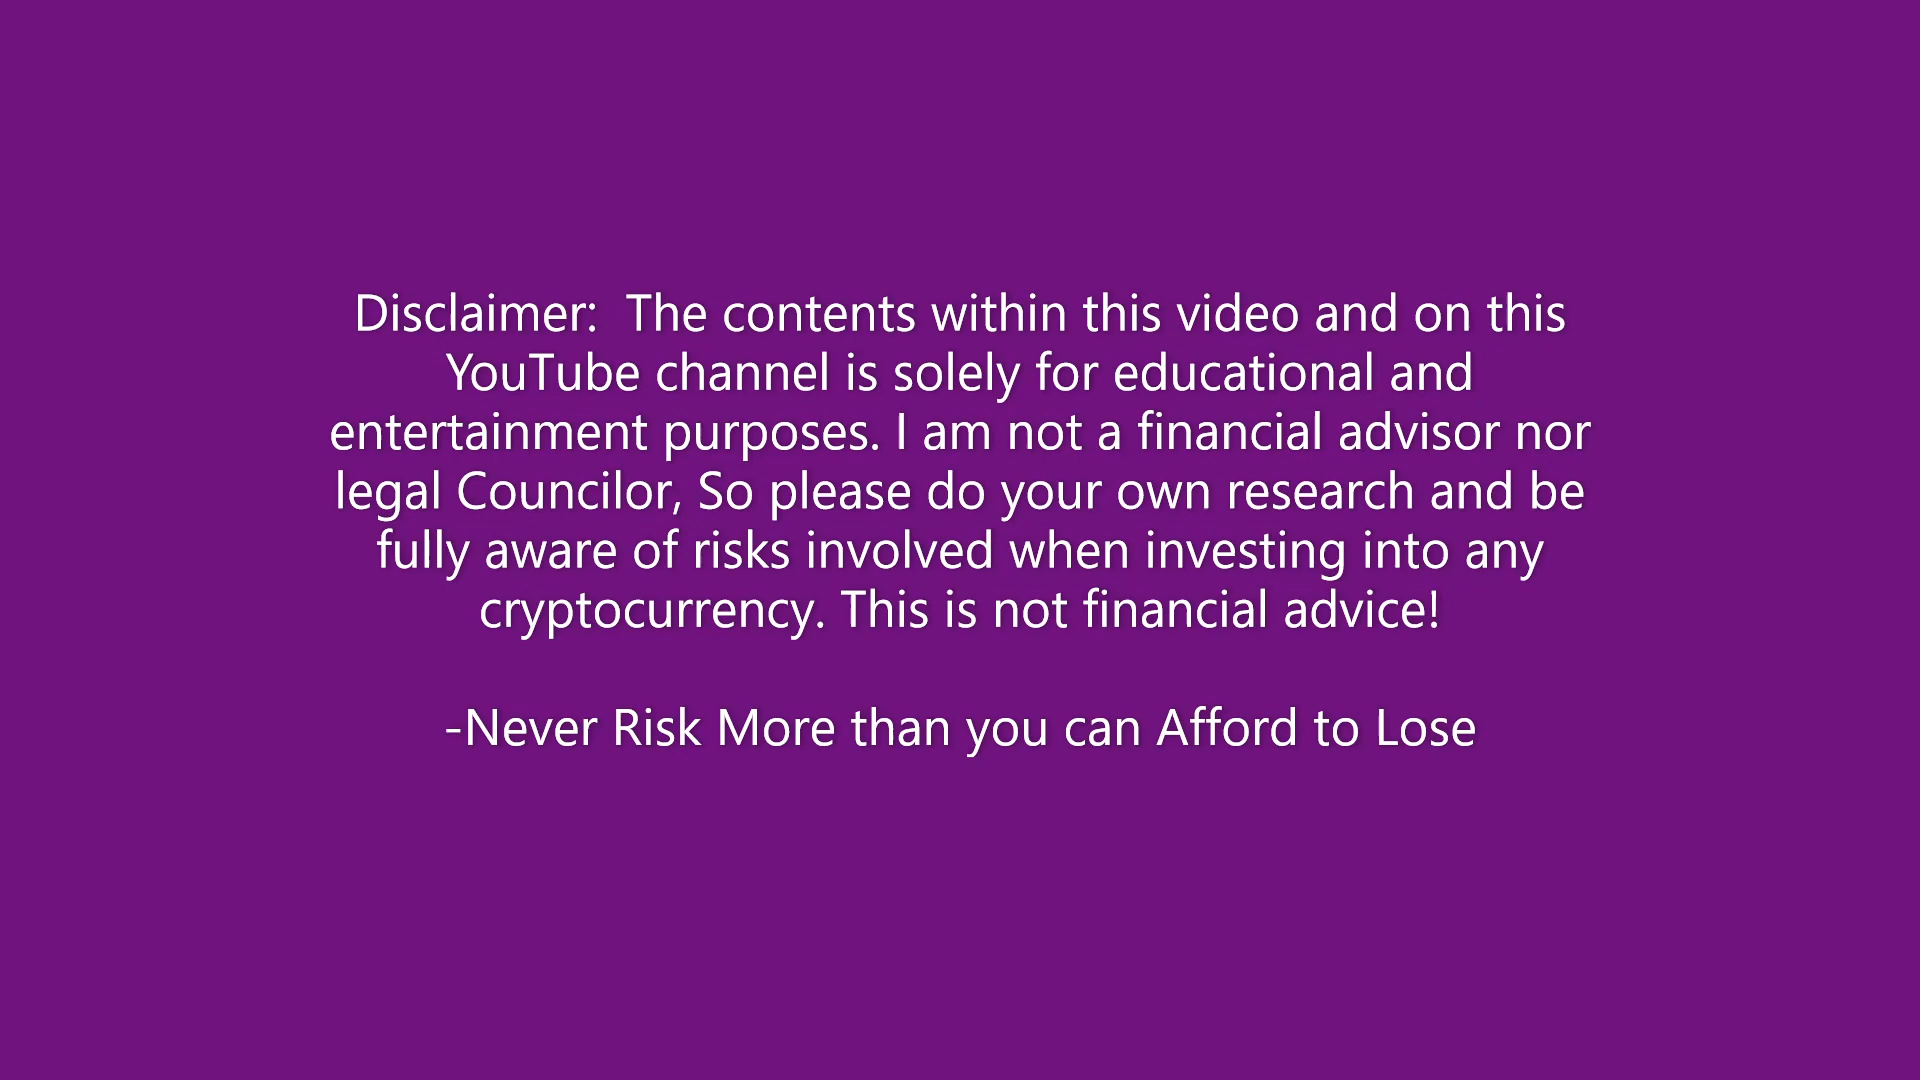 Disclaimer:  The contents within this video and on this
YouTube channel is solely for educational and
entertainment purposes. I am not a financial advisor nor
legal Councilor, So please do your own research and be
fully aware of risks involved when investing into any
cryptocurrency. This is not financial advice!
-Never Risk More than you can Afford to Lose